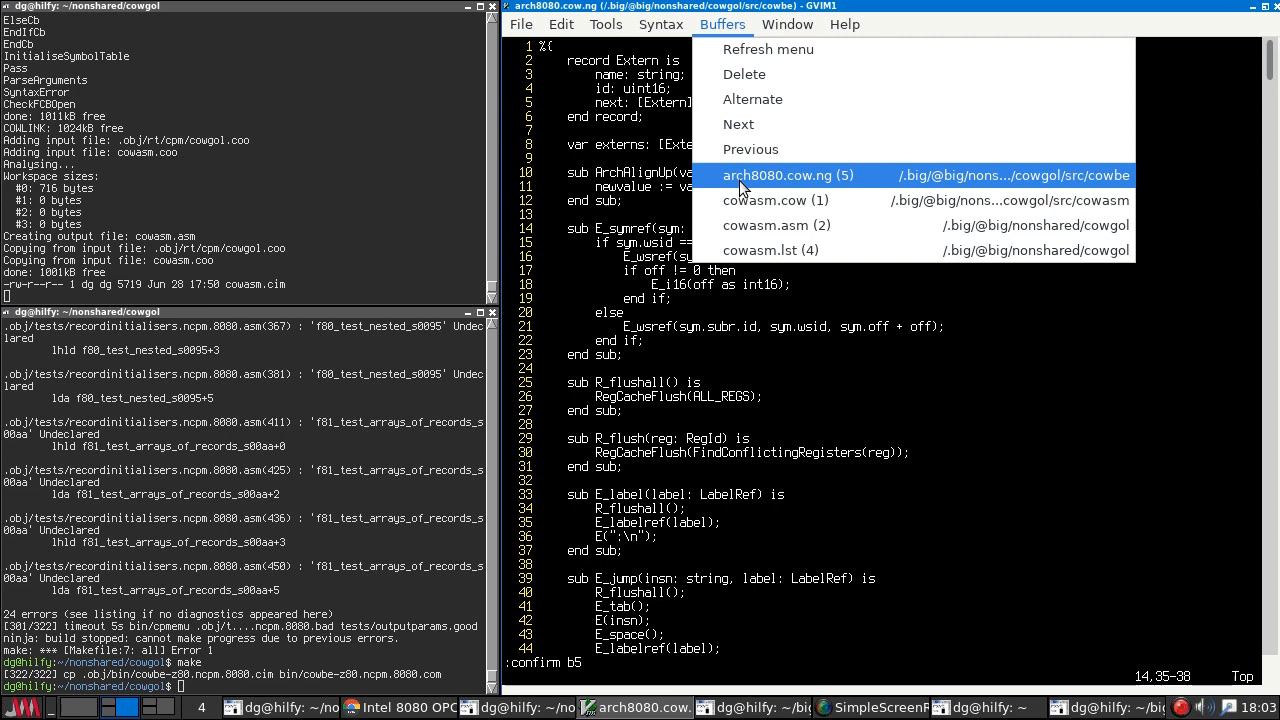 dg@hilfy: ~/nonshared/cowgol
ElseCb
EndIfCb
EndCb
InitialiseSymbolTable
Pass
ParseArguments
SyntaxError
CheckFCBOpen
done: 1011kB free
COWLINK: 1024kB free
Adding input file: .obj/rt/cpm/cowgol.coo
Adding input file: cowasm.coo
Analysing...
Workspace sizes:
#0: 716 bytes
#1: 0 bytes
#2: 0 bytes
#3: 0 bytes
Creating output file: cowasm.asm
Copying from input file: .obj/rt/cpm/cowgol.coo
Copying from input file: cowasm.coo
done: 1001kB free
-rw-r--r-- 1 dg dg 5719 Jun 28 17:50 cowasm.cim
dg@hilfy: ~/nonshared/cowgol
.obj/tests/recordinitialisers.ncpm.8080.asm(367) : 'f80_test_nested_s0095' Undec
lared
lhld f80_test_nested_s0095+3
.obj/tests/recordinitialisers.ncpm.8080.asm(381) : 'f80_test_nested_s0095' Undec
lared
lda f80_test_nested_s0095+5
.obj/tests/recordinitialisers.ncpm.8080.asm(411) : 'f81_test_arrays_of_records_s
00aa' Undeclared
lhld f81_test_arrays_of_records_s00aa+0
.obj/tests/recordinitialisers.ncpm.8080.asm(425) : 'f81_test_arrays_of_records_s
00aa' Undeclared
lda f81_test_arrays_of_records_s00aa+2
.obj/tests/recordinitialisers.ncpm.8080.asm(436) : 'f81_test_arrays_of_records_s
00aa' Undeclared
lhld f81_test_arrays_of_records_s00aa+3
.obj/tests/recordinitialisers.ncpm.8080.asm(450) : 'f81_test_arrays_of_records_s
00aa' Undeclared
lda f81_test_arrays_of_records_s00aa+5
24 errors (see listing if no diagnostics appeared here)
[301/322] timeout 5s bin/cpmemu .obj/t....ncpm.8080.bad tests/outputparams.good
ninja: build stopped: cannot make progress due to previous errors.
make: *** [Makefile:7: all] Error 1
dg@hilfy:~/nonshared/cowgol$ make
[322/322] cp .obj/bin/cowbe-z80.ncpm.8080.cim bin/cowbe-z80.ncpm.8080.com
dg@hilfy:~/nonshared/cowgol$
arch8080.cow.ng (/.big/@big/nonshared/cowgol/src/cowbe) - GVIM1
File Edit Tools Syntax Buffers Window Help
Refresh menu
Delete
Alternate
Next
Previous
arch8080.cow.ng (5) /.big/@big/nons.../cowgol/src/cowbe
cowasm.cow (1) /.big/@big/nons...cowgol/src/cowasm
cowasm.asm (2) /.big/@big/nonshared/cowgol
cowasm.lst (4) /.big/@big/nonshared/cowgol
1 %{
2 record Extern is
3 name: string;
4 id: uint16;
5 next: [Extern]
6 end record;
7
8 var externs: [Exte
9
10 sub ArchAlignUp(va
11 newvalue := va
12 end sub;
13
14 sub E_symref(sym:
15 if sym.wsid ==
16 E_wsref(sy
17 if off != 0 then
18 E_i16(off as int16);
19 end if;
20 else
21 E_wsref(sym.subr.id, sym.wsid, sym.off + off);
22 end if;
23 end sub;
24
25 sub R_flushall() is
26 RegCacheFlush(ALL_REGS);
27 end sub;
28
29 sub R_flush(reg: RegId) is
30 RegCacheFlush(FindConflictingRegisters(reg));
31 end sub;
32
33 sub E_label(label: LabelRef) is
34 R_flushall();
35 E_labelref(label);
36 E(":\n");
37 end sub;
38
39 sub E_jump(insn: string, label: LabelRef) is
40 R_flushall();
41 E_tab();
42 E(insn);
43 E_space();
44 E_labelref(label);
:confirm b5
14,35-38 Top
4 dg@hilfy: ~/no Intel 8080 OPC dg@hilfy: ~/no arch8080.cow dg@hilfy: ~/big SimpleScreenR dg@hilfy: ~ dg@hilfy: ~/big 18:03